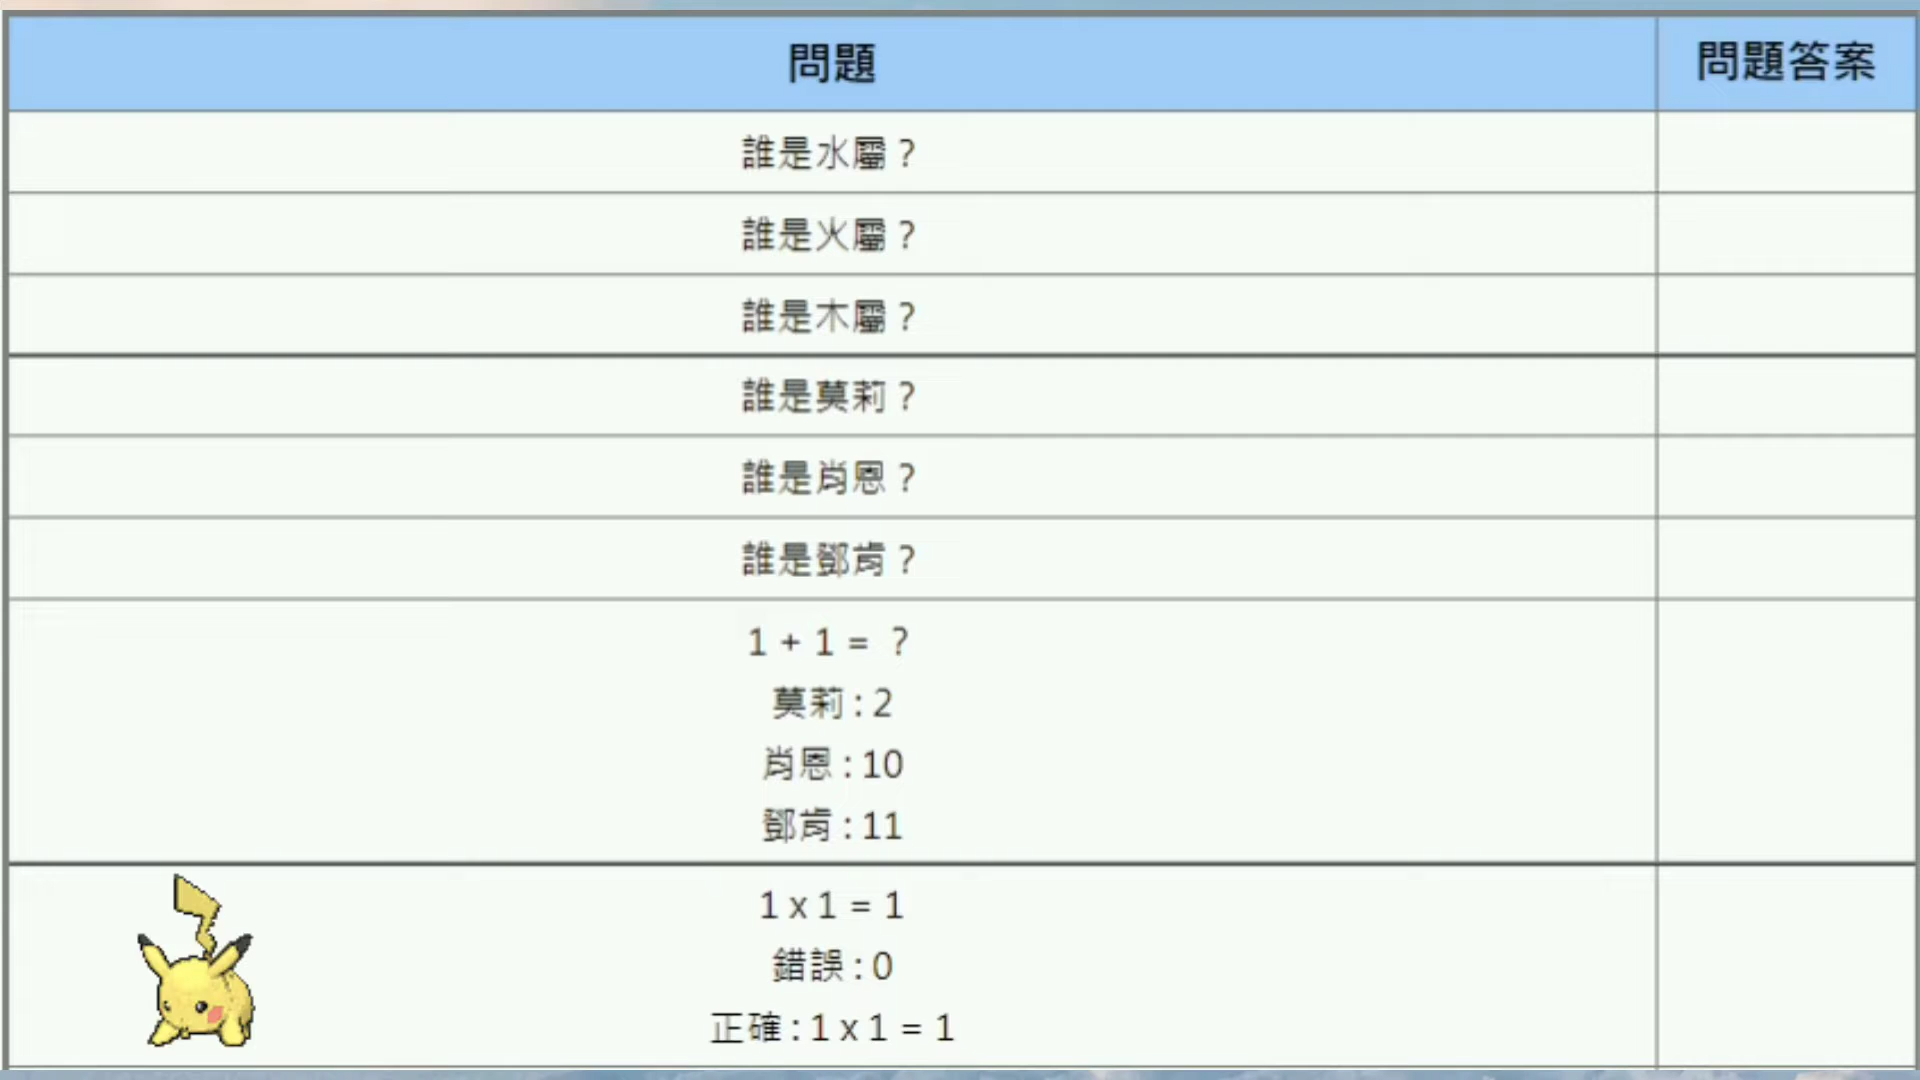 問題
問題答案
誰是水屬？
誰是火屬？
誰是木屬？
誰是莫莉？
誰是肖恩？
誰是鄧肯？
1 + 1 = ?
莫莉 : 2
肖恩 : 10
鄧肯 : 11
1 x 1 = 1
錯誤 : 0
正確 : 1 x 1 = 1